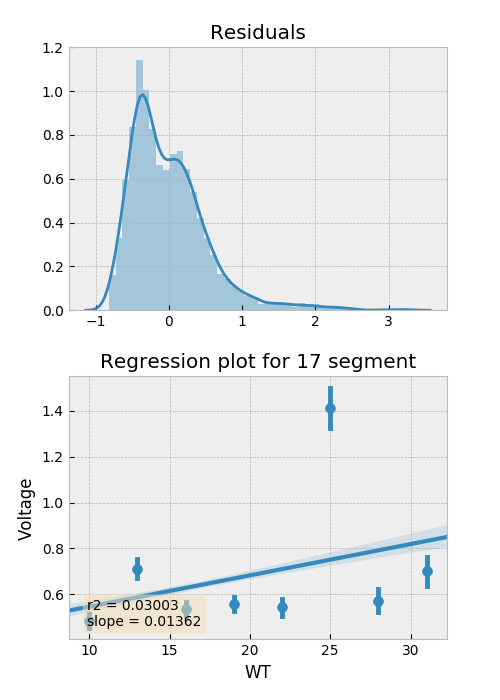 Residuals
1.2
1.0
0.8
0.6
0.4
0.2
0.0
−1 0 1 2 3
Regression plot for 17 segment
1.4
1.2
1.0
0.8
0.6
Voltage
r2 = 0.03003
slope = 0.01362
10 15 20 25 30
WT